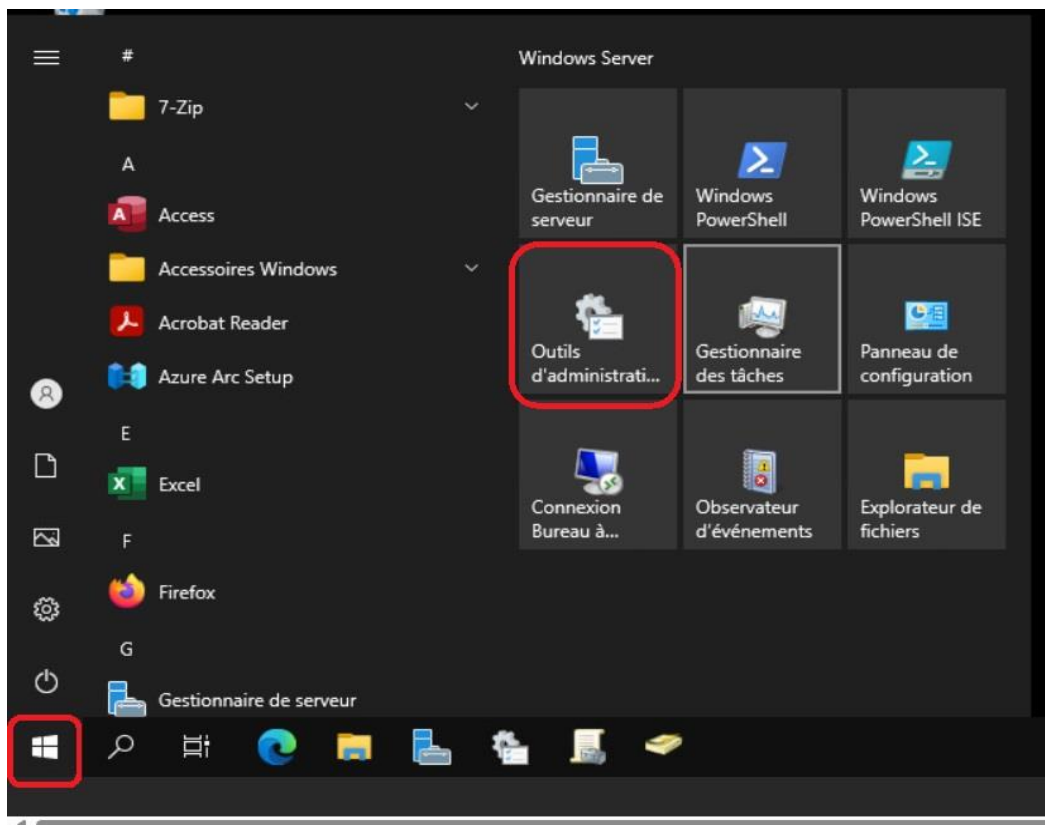 #
7-Zip
A
Access
Accessoires Windows
Acrobat Reader
Azure Arc Setup
E
Excel
F
Firefox
G
Gestionnaire de serveur
Windows Server
Gestionnaire de
serveur
Windows
PowerShell
Windows
PowerShell ISE
Outils
d'administrati...
Gestionnaire
des tâches
Panneau de
configuration
Connexion
Bureau à...
Observateur
d'événements
Explorateur de
fichiers